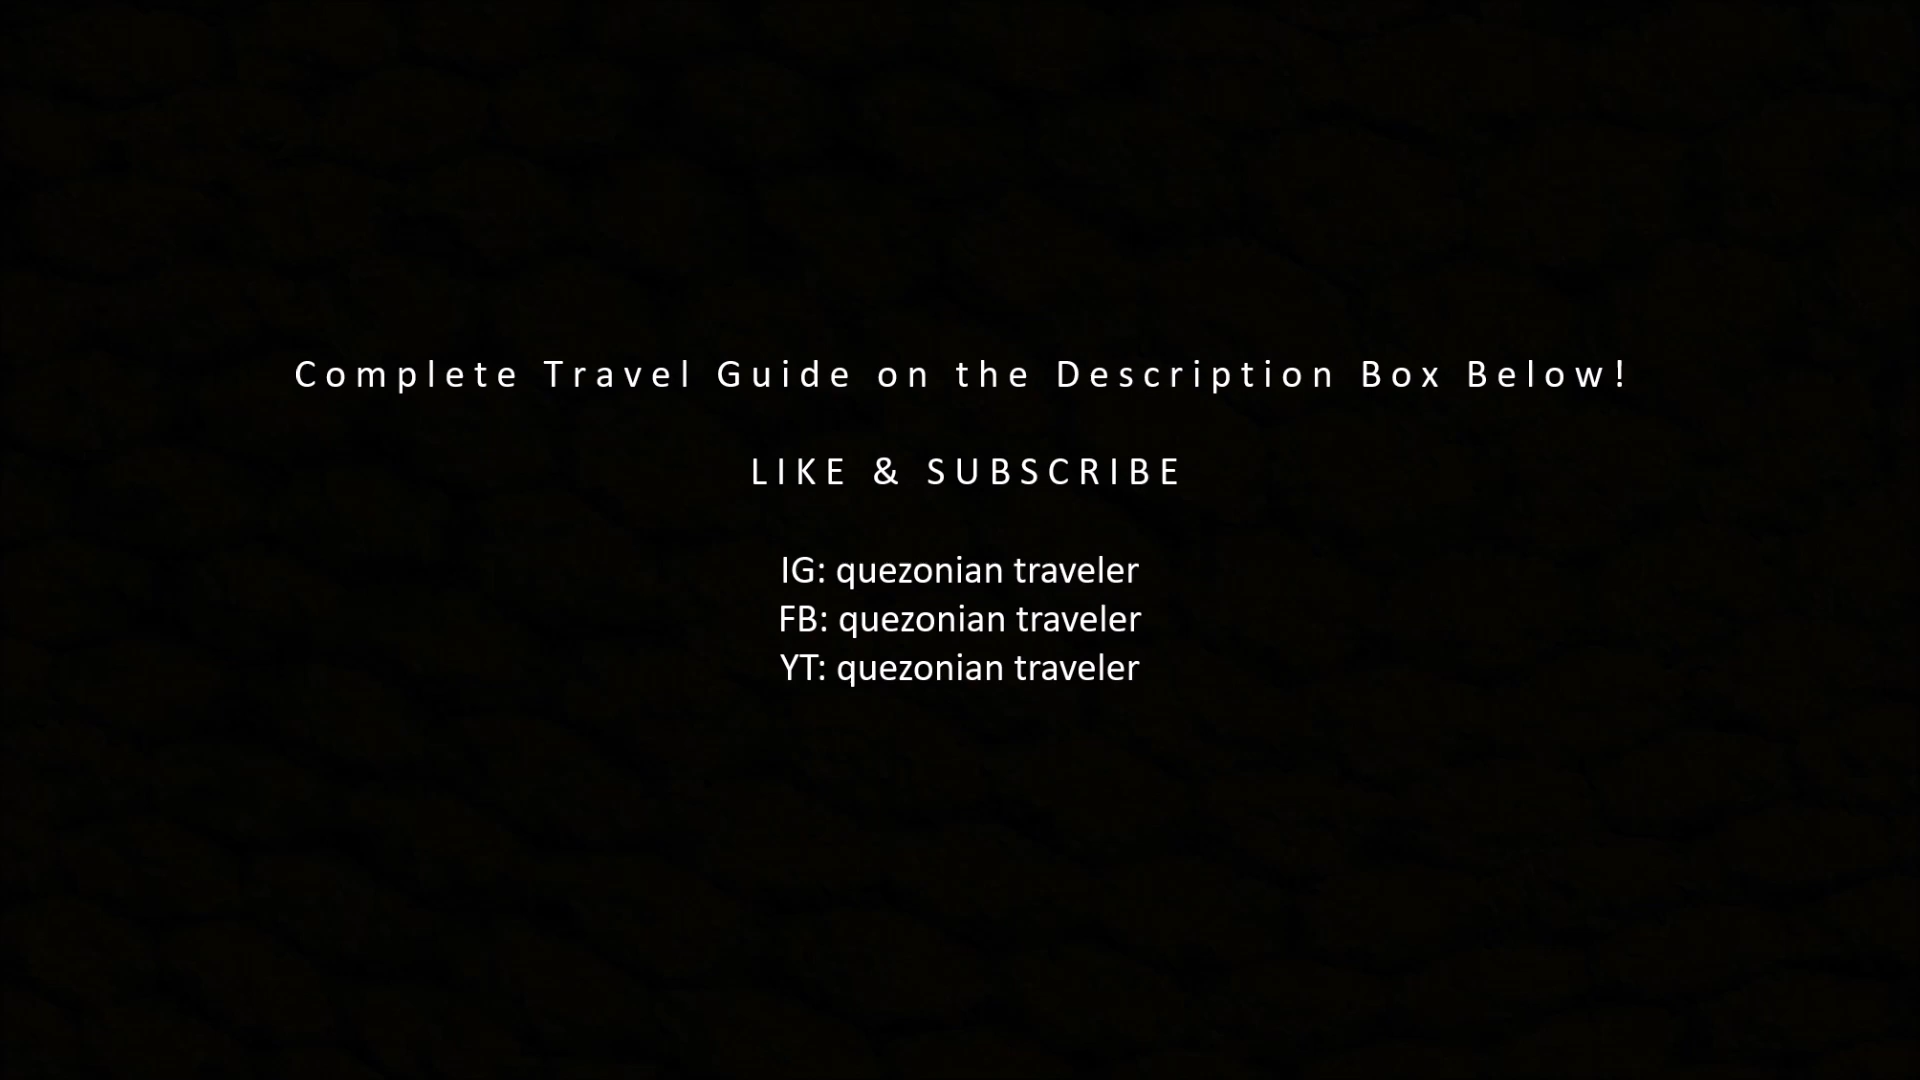 Complete Travel Guide on the Description Box Below!
LIKE & SUBSCRIBE
IG: quezonian traveler
FB: quezonian traveler
YT: quezonian traveler